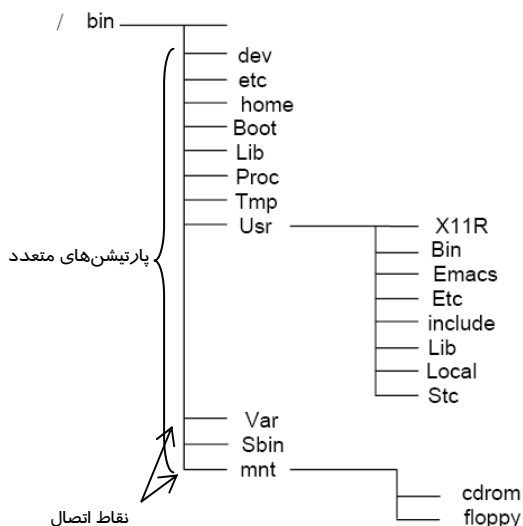 / bin
dev
etc
home
Boot
Lib
Proc
Tmp
Usr
X11R
Bin
Emacs
Etc
include
Lib
Local
Stc
پارتیشن‌های متعدد
Var
Sbin
mnt
cdrom
floppy
نقاط اتصال